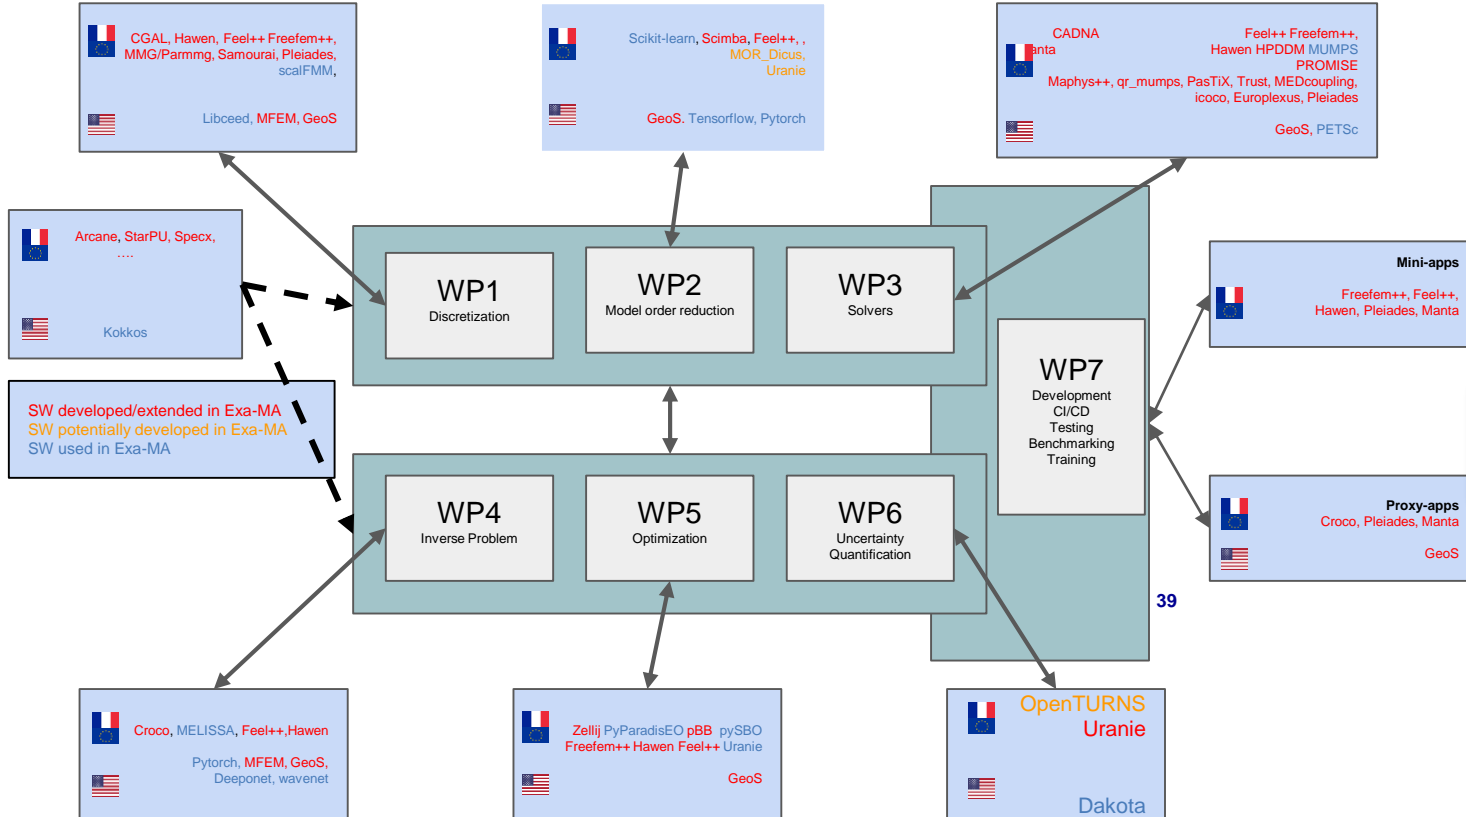 CGAL, Hawen, Feel++ Freefem++,
MMG/Parmmg, Samourai, Pleiades,
scalFMM,
Libceed, MFEM, GeoS
Scikit-learn, Scimba, Feel++, ,
MOR_Dicus,
Uranie
GeoS. Tensorflow, Pytorch
CADNA
anta
Feel++ Freefem++,
Hawen HPDDM MUMPS
PROMISE
Maphys++, qr_mumps, PasTiX, Trust, MEDcoupling,
icoco, Europlexus, Pleiades
GeoS, PETSc
Arcane, StarPU, Specx,
....
Kokkos
SW developed/extended in Exa-MA
SW potentially developed in Exa-MA
SW used in Exa-MA
WP1
Discretization
WP2
Model order reduction
WP3
Solvers
WP4
Inverse Problem
WP5
Optimization
WP6
Uncertainty
Quantification
WP7
Development
CI/CD
Testing
Benchmarking
Training
Mini-apps
Freefem++, Feel++,
Hawen, Pleiades, Manta
Proxy-apps
Croco, Pleiades, Manta
GeoS
39
Croco, MELISSA, Feel++,Hawen
Pytorch, MFEM, GeoS,
Deeponet, wavenet
Zellij PyParadisEO pBB pySBO
Freefem++ Hawen Feel++ Uranie
GeoS
OpenTURNS
Uranie
Dakota